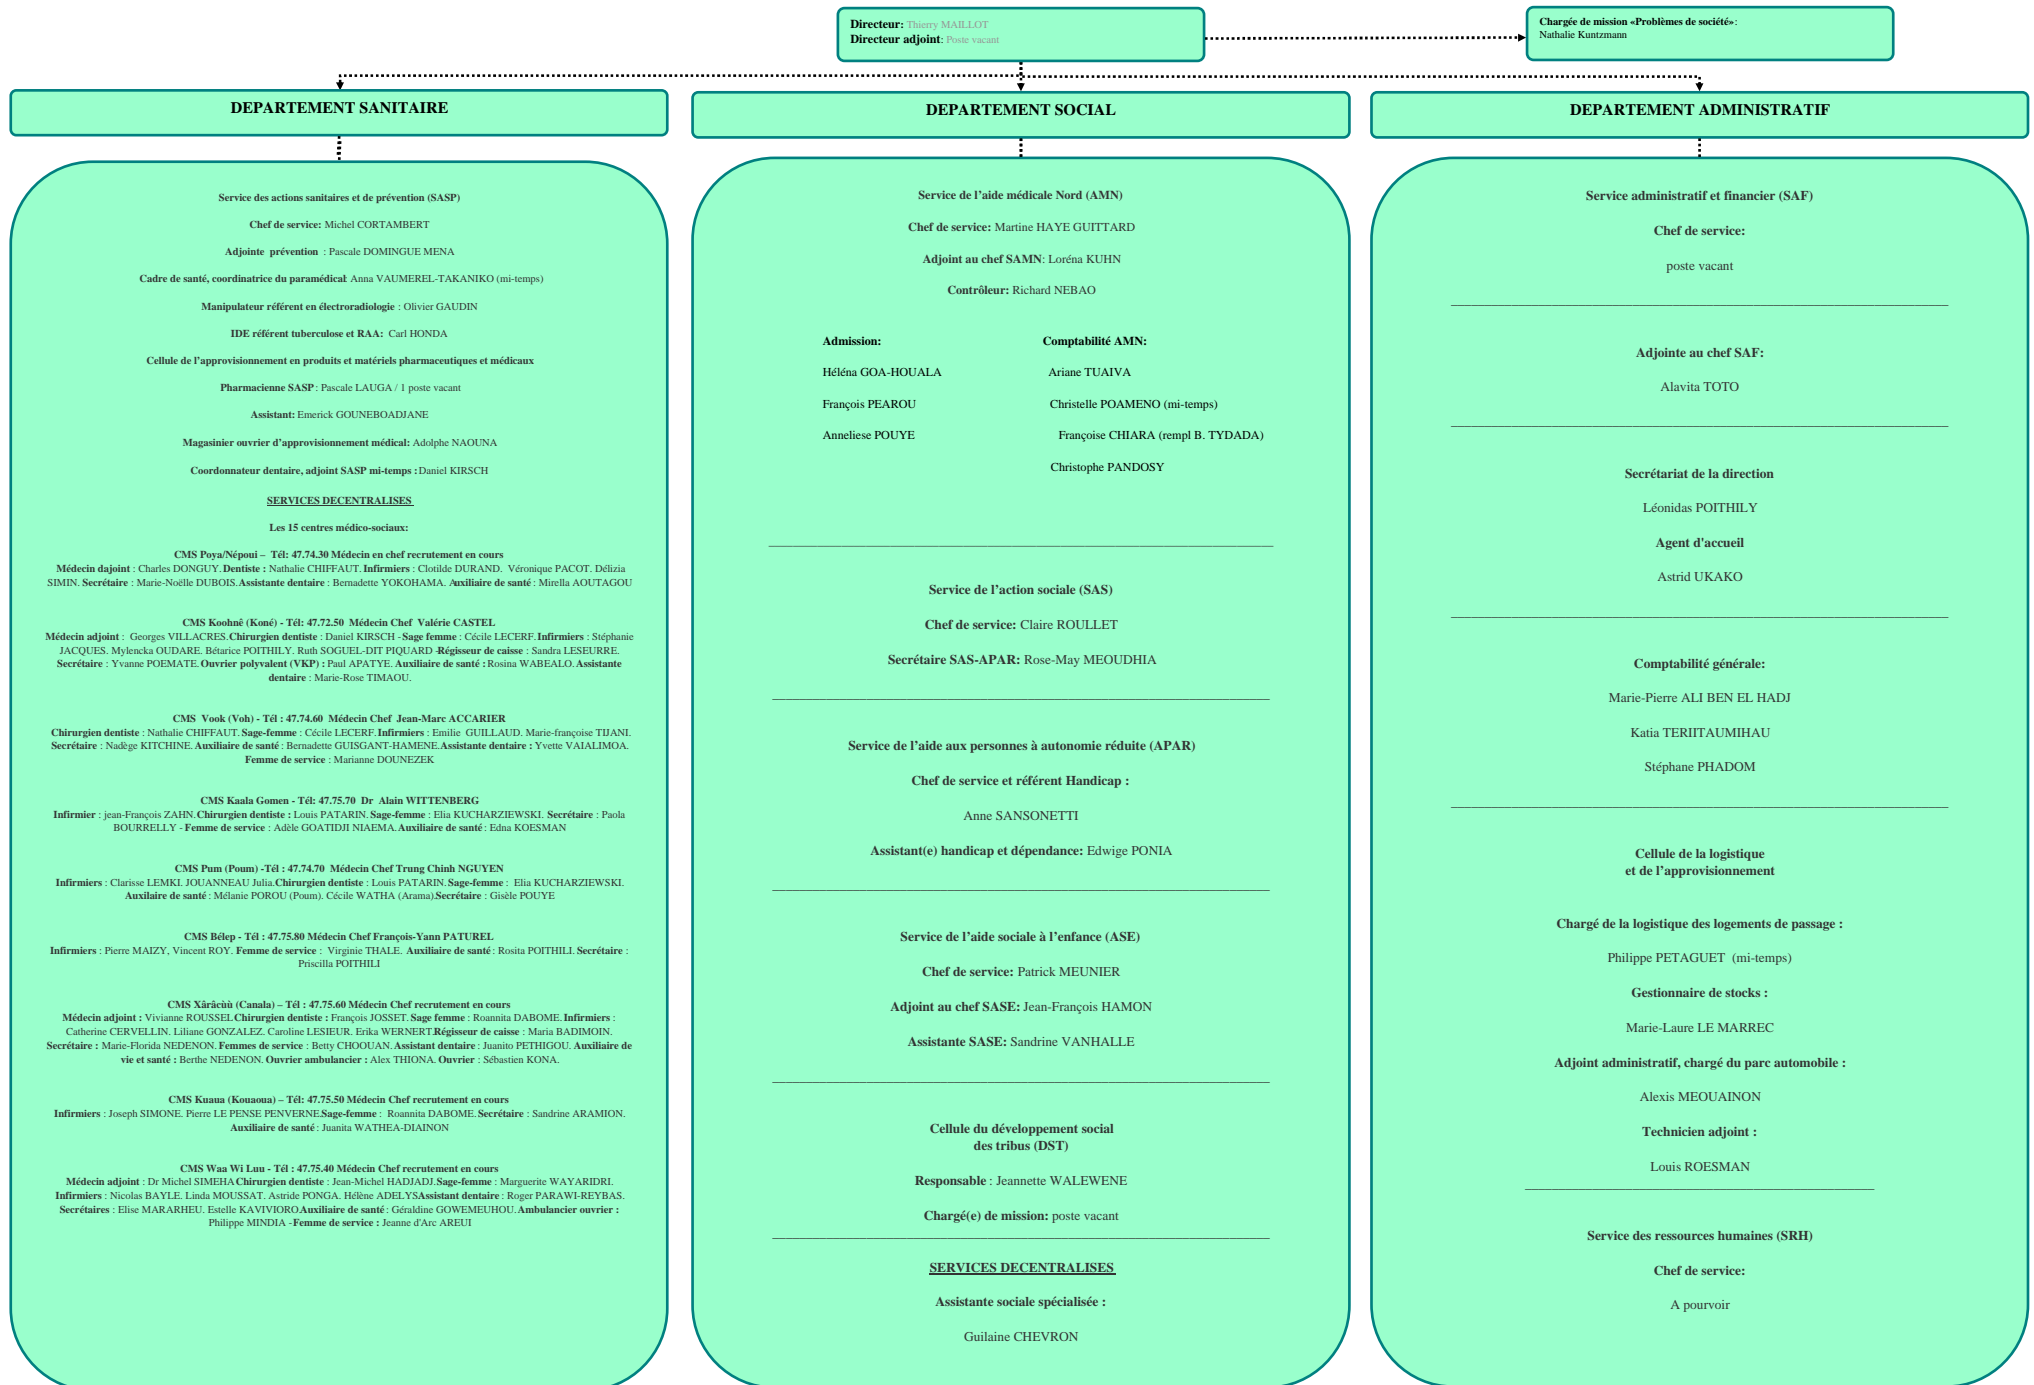 Directeur: Thierry MAILLOT
Directeur adjoint: Poste vacant
Chargée de mission «Problèmes de société»:
Nathalie Kuntzmann
DEPARTEMENT SANITAIRE
Service des actions sanitaires et de prévention (SASP)
Chef de service: Michel CORTAMBERT
Adjointe prévention : Pascale DOMINGUE MENA
Cadre de santé, coordinatrice du paramédical: Anna VAUMEREL-TAKANIKO (mi-temps)
Manipulateur référent en électroradiologie : Olivier GAUDIN
IDE référent tuberculose et RAA: Carl HONDA
Cellule de l'approvisionnement en produits et matériels pharmaceutiques et médicaux
Pharmacienne SASP : Pascale LAUGA / 1 poste vacant
Assistant: Emerick GOUNEBOADJANE
Magasinier ouvrier d'approvisionnement médical: Adolphe NAOUNA
Coordonnateur dentaire, adjoint SASP mi-temps : Daniel KIRSCH
SERVICES DECENTRALISES
Les 15 centres médico-sociaux:
CMS Poya/Népoui – Tél: 47.74.30 Médecin en chef recrutement en cours
Médecin dajoint : Charles DONGUY. Dentiste : Nathalie CHIFFAUT. Infirmiers : Clotilde DURAND. Véronique PACOT. Délizia
SIMIN. Secrétaire : Marie-Noëlle DUBOIS. Assistante dentaire : Bernadette YOKOHAMA. Auxiliaire de santé : Mirella AOUTAGOU
CMS Koohnê (Koné) - Tél: 47.72.50 Médecin Chef Valérie CASTEL
Médecin adjoint : Georges VILLACRES. Chirurgien dentiste : Daniel KIRSCH - Sage femme : Cécile LECERF. Infirmiers : Stéphanie
JACQUES. Mylencka OUDARE. Bétarice POITHILY. Ruth SOGUEL-DIT PIQUARD - Régisseur de caisse : Sandra LESEURRE.
Secrétaire : Yvanne POEMATE. Ouvrier polyvalent (VKP) : Paul APATYE. Auxiliaire de santé : Rosina WABEALO. Assistante
dentaire : Marie-Rose TIMAOU.
CMS Vook (Voh) - Tél : 47.74.60 Médecin Chef Jean-Marc ACCARIER
Chirurgien dentiste : Nathalie CHIFFAUT. Sage-femme : Cécile LECERF. Infirmiers : Emilie GUILLAUD. Marie-françoise TIJANI.
Secrétaire : Nadège KITCHINE. Auxiliaire de santé : Bernadette GUISGANT-HAMENE. Assistante dentaire : Yvette VAIALIMOA.
Femme de service : Marianne DOUNEZEK
CMS Kaala Gomen - Tél: 47.75.70 Dr Alain WITTENBERG
Infirmier : jean-François ZAHN. Chirurgien dentiste : Louis PATARIN. Sage-femme : Elia KUCHARZIEWSKI. Secrétaire : Paola
BOURRELLY - Femme de service : Adèle GOATIDJI NIAEMA. Auxiliaire de santé : Edna KOESMAN
CMS Pum (Poum) -Tél : 47.74.70 Médecin Chef Trung Chinh NGUYEN
Infirmiers : Clarisse LEMKI. JOUANNEAU Julia. Chirurgien dentiste : Louis PATARIN. Sage-femme : Elia KUCHARZIEWSKI.
Auxilaire de santé : Mélanie POROU (Poum). Cécile WATHA (Arama). Secrétaire : Gisèle POUYE
CMS Bélep - Tél : 47.75.80 Médecin Chef François-Yann PATUREL
Infirmiers : Pierre MAIZY, Vincent ROY. Femme de service : Virginie THALE. Auxiliaire de santé : Rosita POITHILI. Secrétaire :
Priscilla POITHILI
CMS Xârâcùù (Canala) – Tél : 47.75.60 Médecin Chef recrutement en cours
Médecin adjoint : Vivianne ROUSSEL Chirurgien dentiste : François JOSSET. Sage femme : Roannita DABOME. Infirmiers :
Catherine CERVELLIN. Liliane GONZALEZ. Caroline LESIEUR. Erika WERNERT. Régisseur de caisse : Maria BADIMOIN.
Secrétaire : Marie-Florida NEDENON. Femmes de service : Betty CHOOUAN. Assistant dentaire : Juanito PETHIGOU. Auxiliaire de
vie et santé : Berthe NEDENON. Ouvrier ambulancier : Alex THIONA. Ouvrier : Sébastien KONA.
CMS Kuaua (Kouaoua) – Tél: 47.75.50 Médecin Chef recrutement en cours
Infirmiers : Joseph SIMONE. Pierre LE PENSE PENVERNE. Sage-femme : Roannita DABOME. Secrétaire : Sandrine ARAMION.
Auxiliaire de santé : Juanita WATHEA-DIAINON
CMS Waa Wi Luu - Tél : 47.75.40 Médecin Chef recrutement en cours
Médecin adjoint : Dr Michel SIMEHA Chirurgien dentiste : Jean-Michel HADJADJ. Sage-femme : Marguerite WAYARIDRI.
Infirmiers : Nicolas BAYLE. Linda MOUSSAT. Astride PONGA. Hélène ADELYS Assistant dentaire : Roger PARAWI-REYBAS.
Secrétaires : Elise MARARHEU. Estelle KAVIVIORO. Auxiliaire de santé : Géraldine GOWEMEUHOU. Ambulancier ouvrier :
Philippe MINDIA - Femme de service : Jeanne d'Arc AREUI
DEPARTEMENT SOCIAL
Service de l'aide médicale Nord (AMN)
Chef de service: Martine HAYE GUITTARD
Adjoint au chef SAMN: Loréna KUHN
Contrôleur: Richard NEBAO
Admission: Comptabilité AMN:
Héléna GOA-HOUALA Ariane TUAIVA
François PEAROU Christelle POAMENO (mi-temps)
Anneliese POUYE Françoise CHIARA (rempl B. TYDADA)
Christophe PANDOSY
Service de l'action sociale (SAS)
Chef de service: Claire ROULLET
Secrétaire SAS-APAR: Rose-May MEOUDHIA
Service de l'aide aux personnes à autonomie réduite (APAR)
Chef de service et référent Handicap :
Anne SANSONETTI
Assistant(e) handicap et dépendance: Edwige PONIA
Service de l'aide sociale à l'enfance (ASE)
Chef de service: Patrick MEUNIER
Adjoint au chef SASE: Jean-François HAMON
Assistante SASE: Sandrine VANHALLE
Cellule du développement social
des tribus (DST)
Responsable : Jeannette WALEWENE
Chargé(e) de mission: poste vacant
SERVICES DECENTRALISES
Assistante sociale spécialisée :
Guilaine CHEVRON
DEPARTEMENT ADMINISTRATIF
Service administratif et financier (SAF)
Chef de service:
poste vacant
Adjointe au chef SAF:
Alavita TOTO
Secrétariat de la direction
Léonidas POITHILY
Agent d'accueil
Astrid UKAKO
Comptabilité générale:
Marie-Pierre ALI BEN EL HADJ
Katia TERIITAUMIHAU
Stéphane PHADOM
Cellule de la logistique
et de l'approvisionnement
Chargé de la logistique des logements de passage :
Philippe PETAGUET (mi-temps)
Gestionnaire de stocks :
Marie-Laure LE MARREC
Adjoint administratif, chargé du parc automobile :
Alexis MEOUAINON
Technicien adjoint :
Louis ROESMAN
Service des ressources humaines (SRH)
Chef de service:
A pourvoir